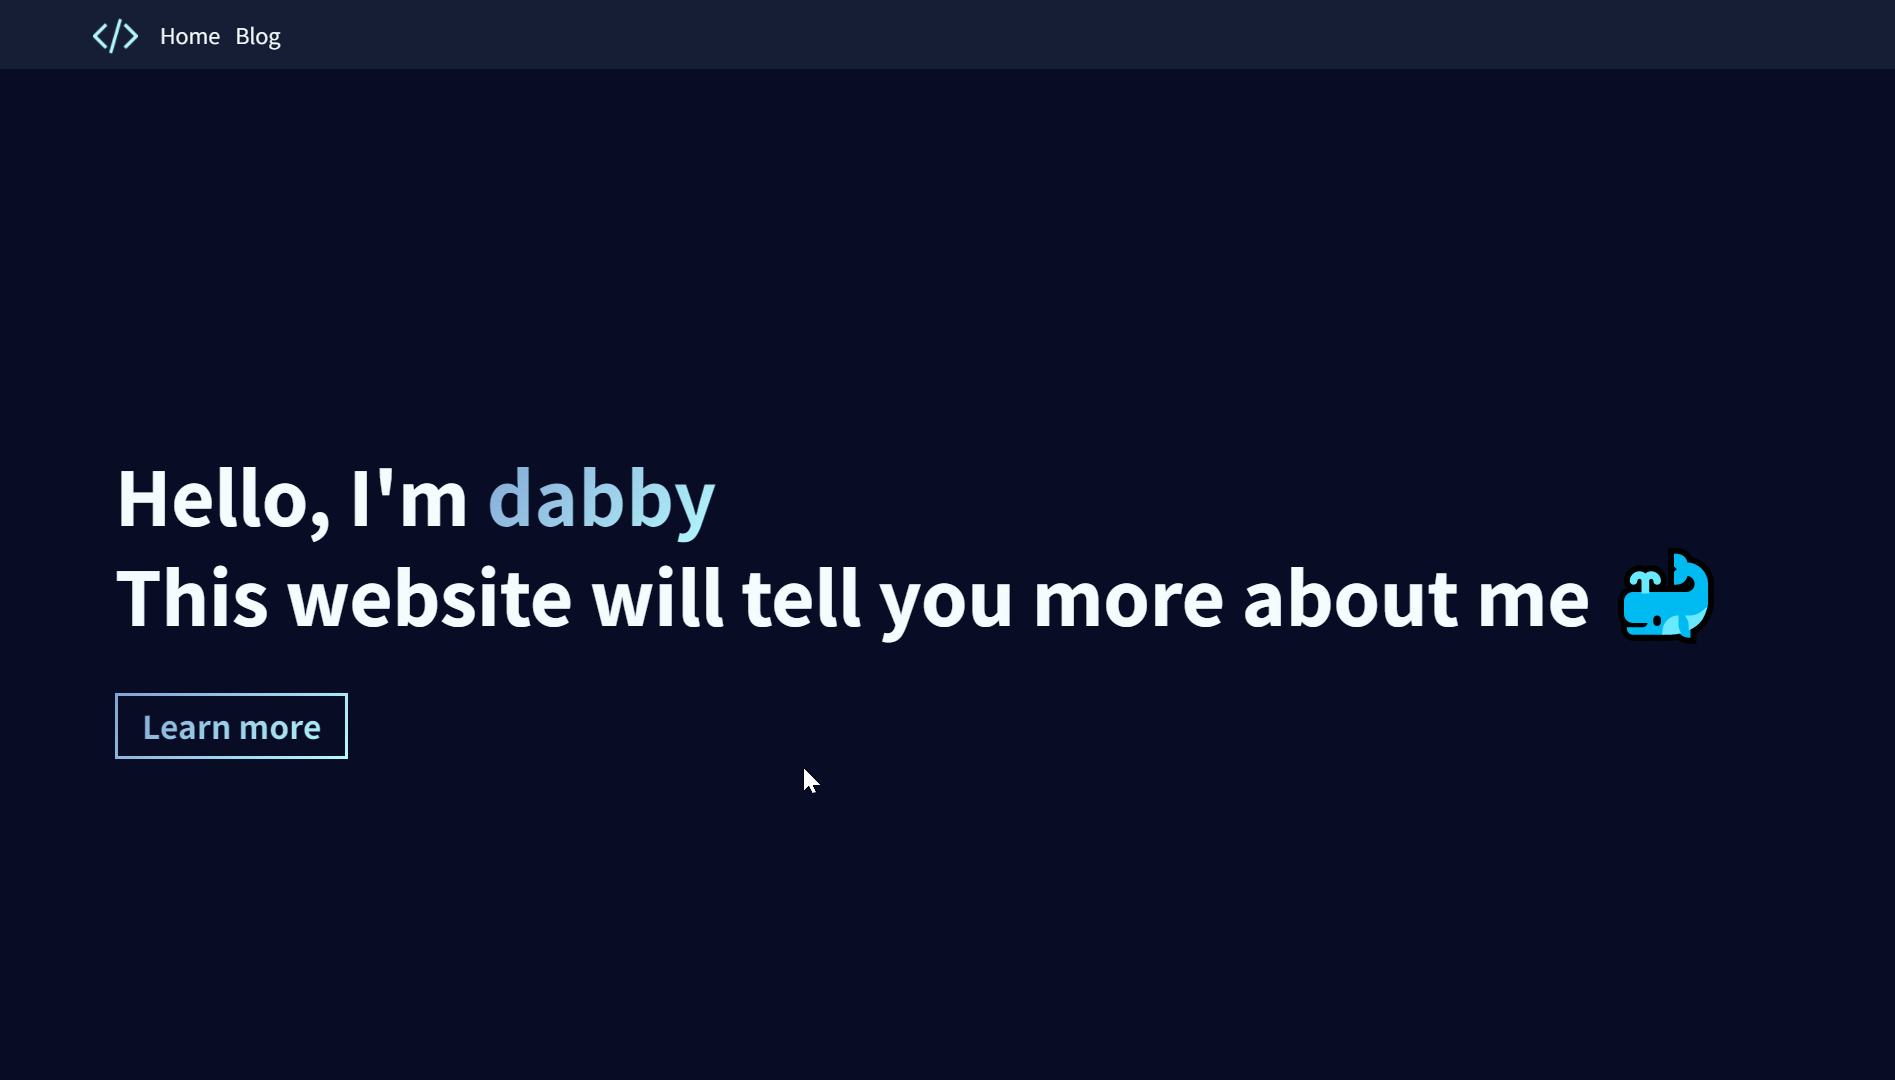 </> Home Blog
Hello, I'm dabby
This website will tell you more about me 🐳
Learn more